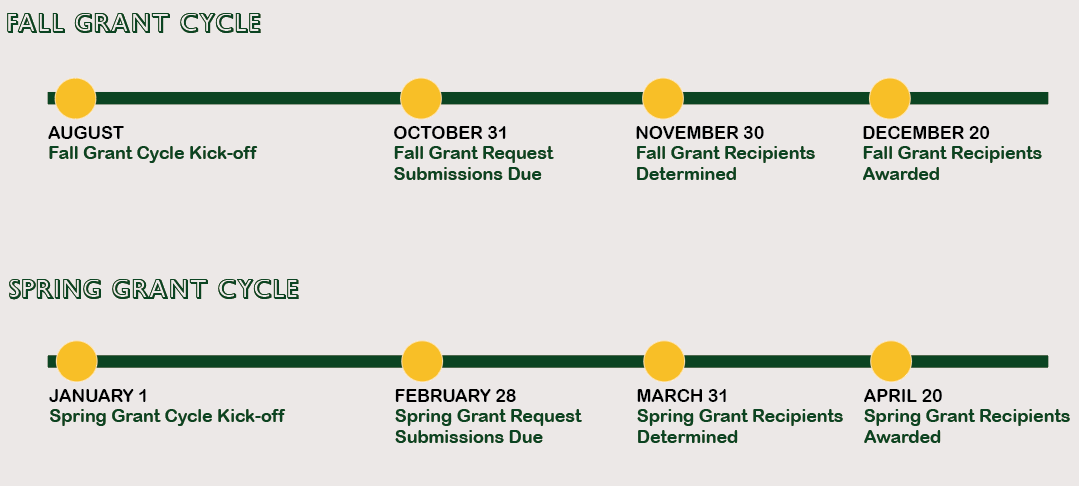 FALL GRANT CYCLE
AUGUST
Fall Grant Cycle Kick-off
OCTOBER 31
Fall Grant Request
Submissions Due
NOVEMBER 30
Fall Grant Recipients
Determined
DECEMBER 20
Fall Grant Recipients
Awarded
SPRING GRANT CYCLE
JANUARY 1
Spring Grant Cycle Kick-off
FEBRUARY 28
Spring Grant Request
Submissions Due
MARCH 31
Spring Grant Recipients
Determined
APRIL 20
Spring Grant Recipients
Awarded